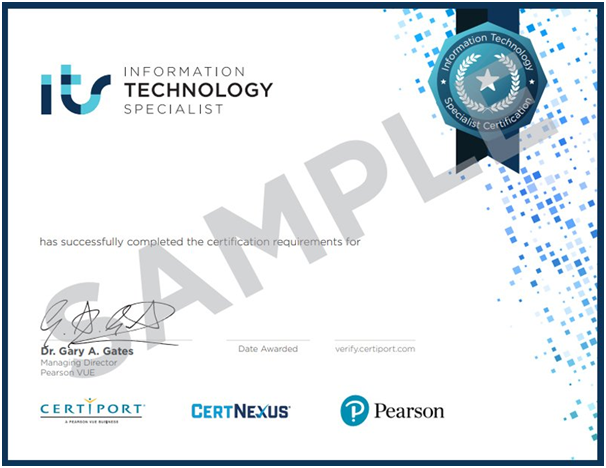 its
INFORMATION
TECHNOLOGY
SPECIALIST
Information Technology
Specialist Certification
SAMPLE
has successfully completed the certification requirements for
Dr. Gary A. Gates
Managing Director
Pearson VUE
Date Awarded
verify.certiport.com
CERTIPORT
A PEARSON VUE BUSINESS
CERTNEXUS
P
Pearson